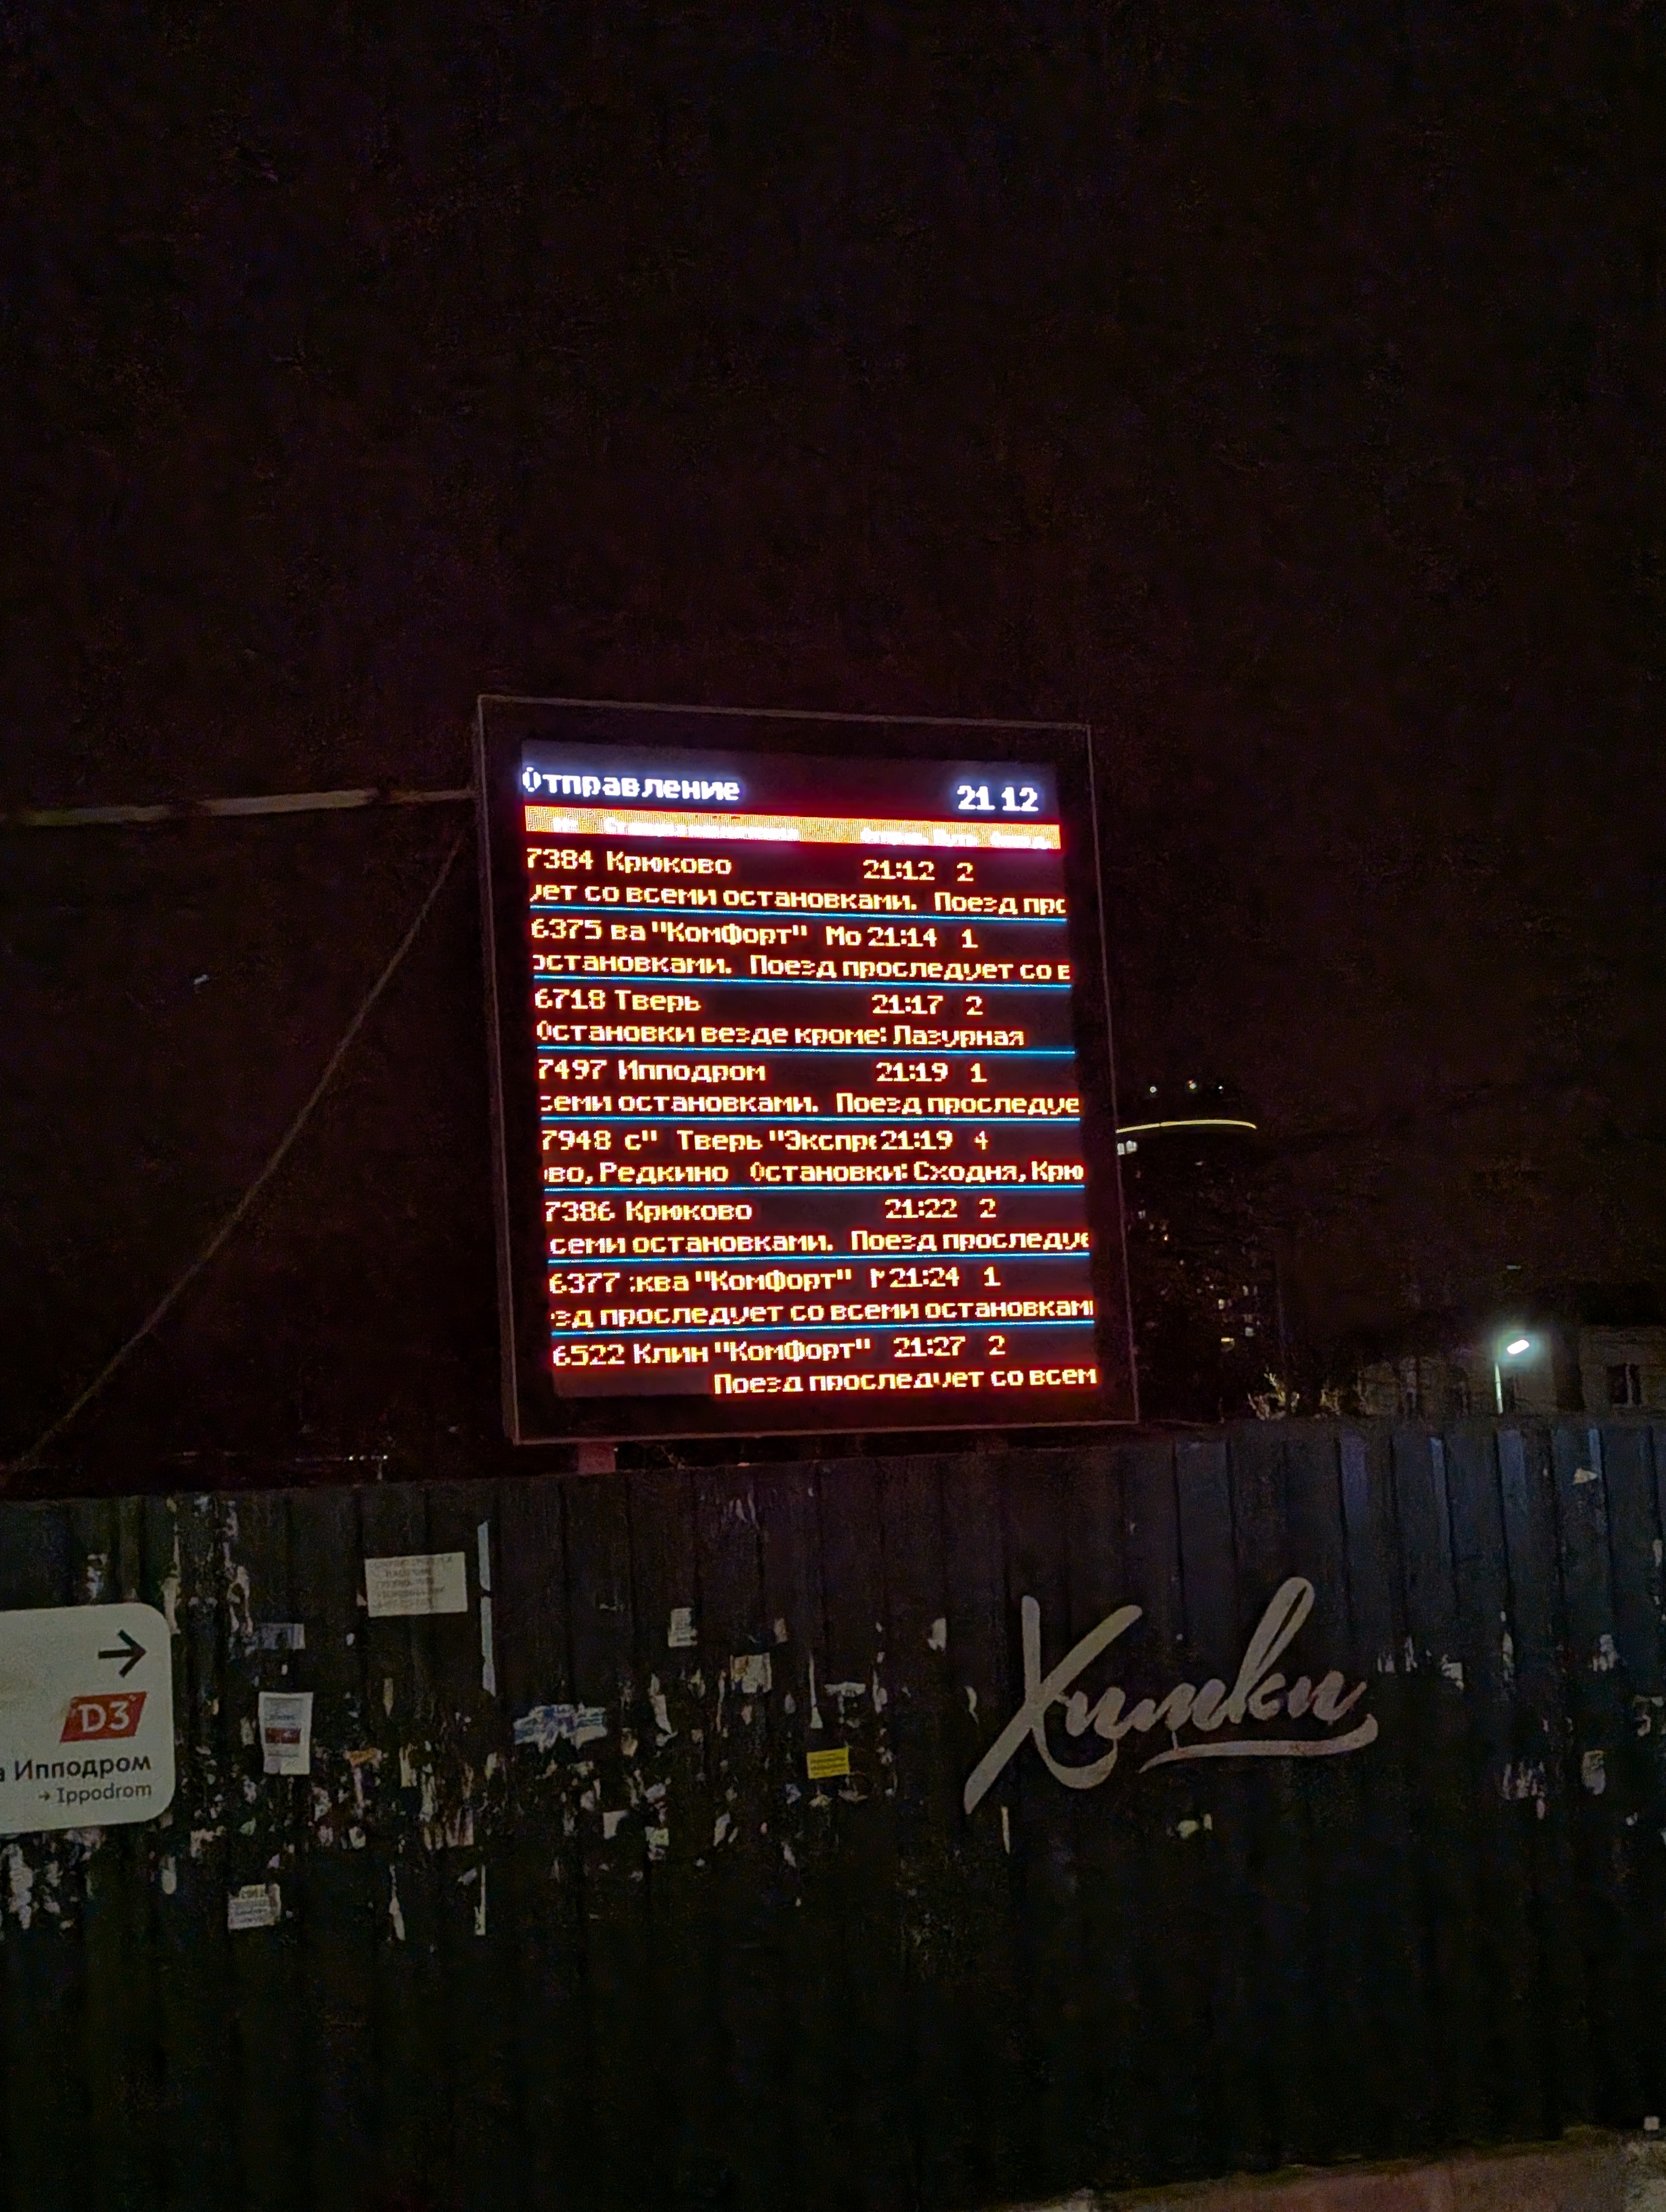 Отправление 21 12
7384 Крюково 21:12 2
ует со всеми остановками. Поезд про
6375 ва "Комфорт" Мо 21:14 1
остановками. Поезд проследует со в
6718 Тверь 21:17 2
Остановки везде кроме: Лазурная
7497 Ипподром 21:19 1
семи остановками. Поезд проследуе
7948 с" Тверь "Экспре 21:19 4
ово, Редкино Остановки: Сходня, Крю
7386 Крюково 21:22 2
семи остановками. Поезд проследуе
6377 сква "Комфорт" М 21:24 1
езд проследует со всеми остановками
6522 Клин "Комфорт" 21:27 2
Поезд проследует со всем
→
D3
а Ипподром
→ Ippodrom
Химки